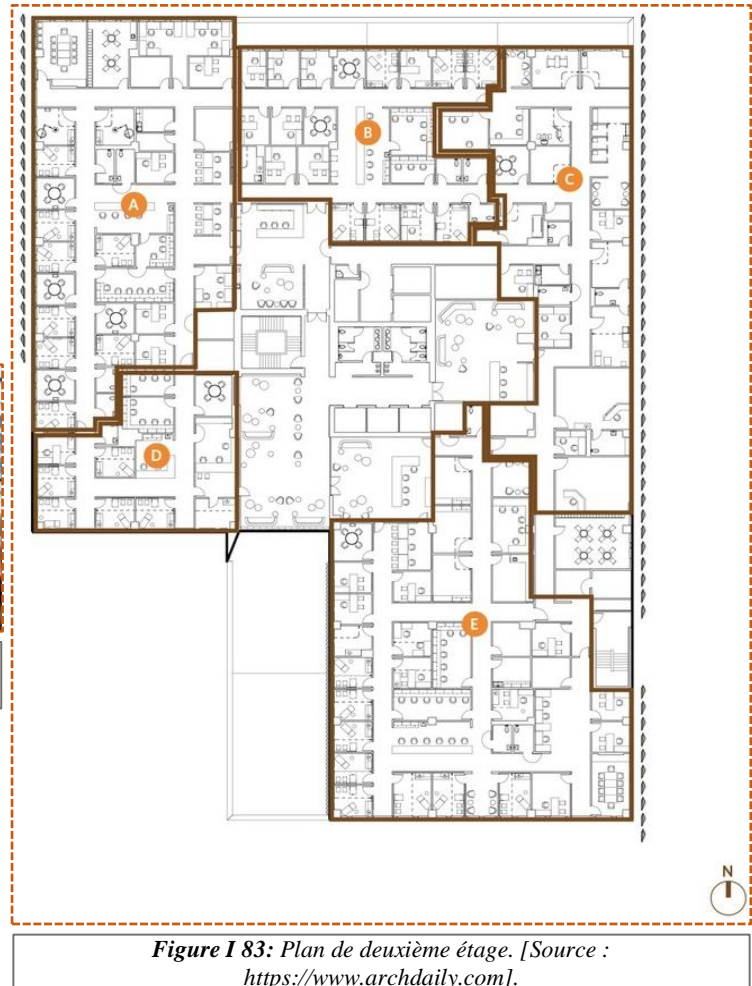 B
C
A
D
E
N
Figure I 83: Plan de deuxième étage. [Source :
https://www.archdaily.com].